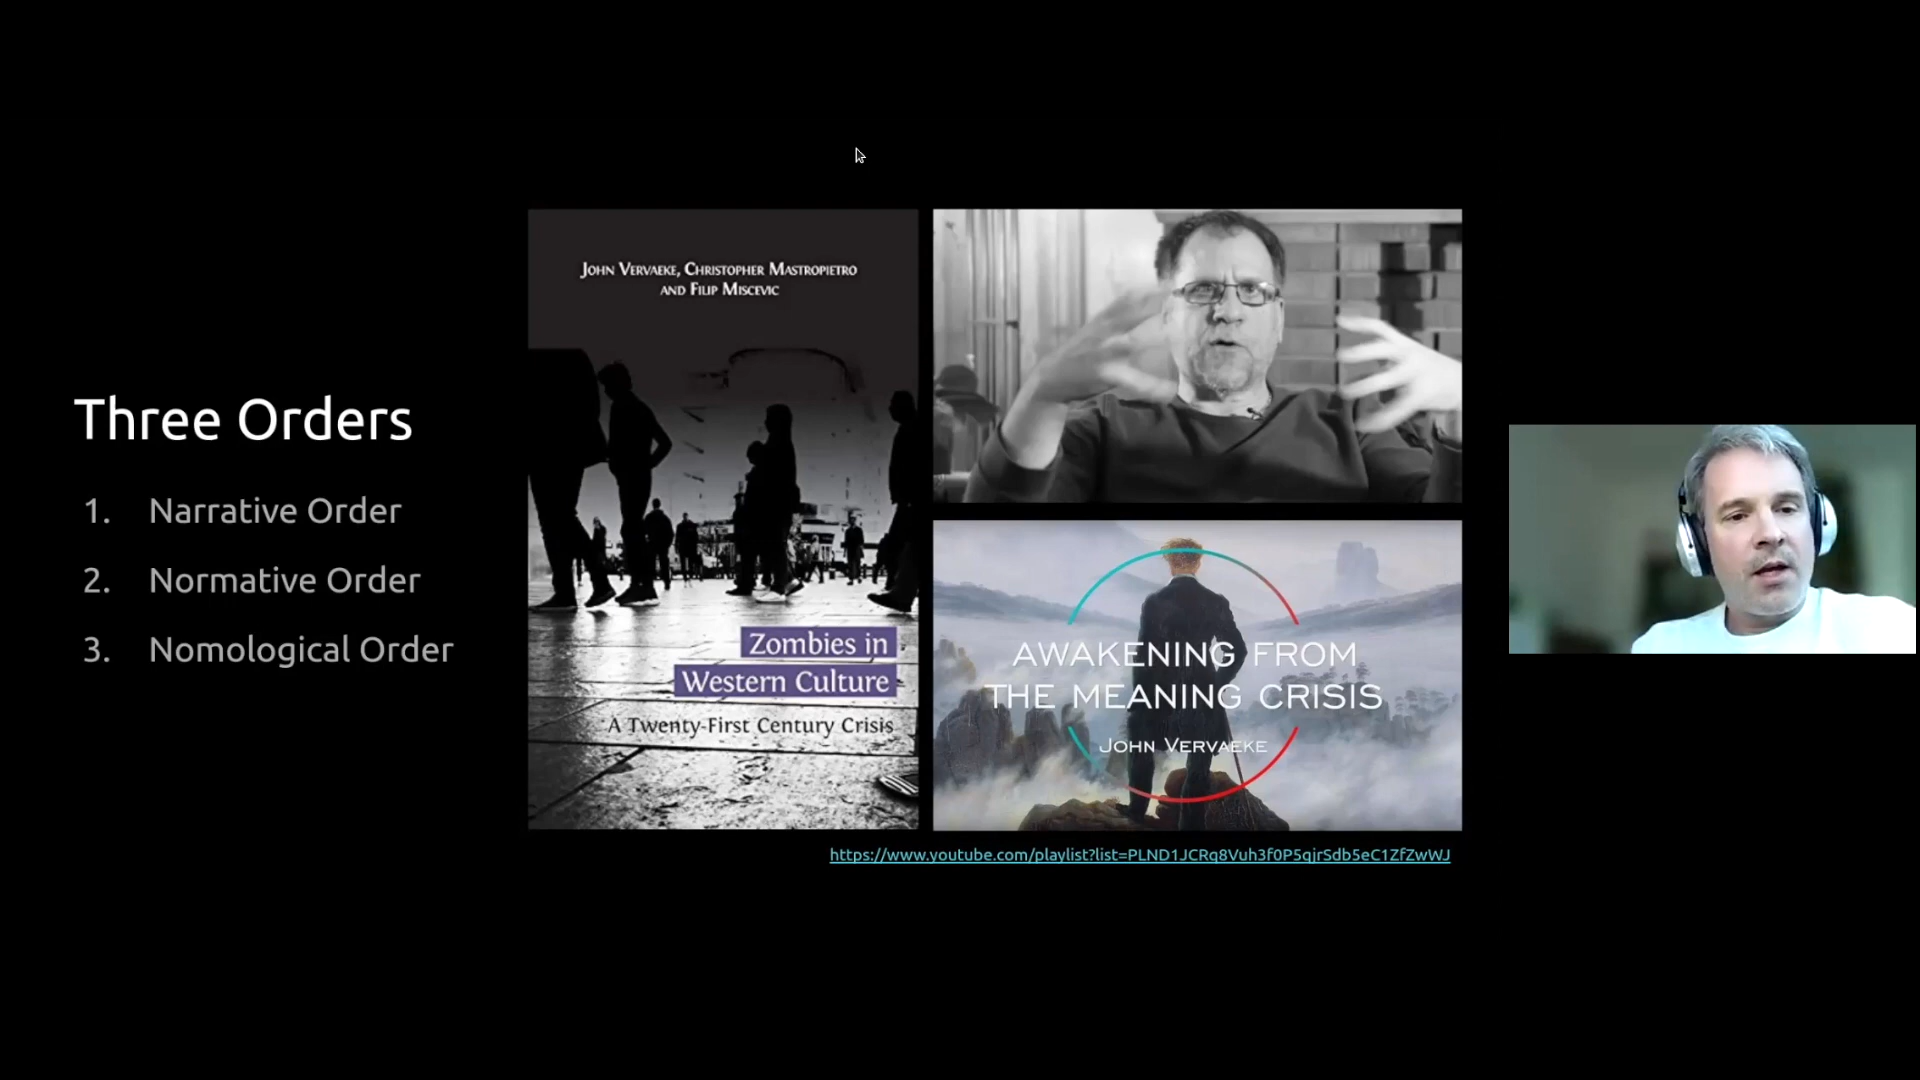 Three Orders
1. Narrative Order
2. Normative Order
3. Nomological Order
John Vervaeke, Christopher Mastropietro
and Filip Miscevic
Zombies in
Western Culture
A Twenty-First Century Crisis
AWAKENING FROM
THE MEANING CRISIS
JOHN VERVAEKE
https://www.youtube.com/playlist?list=PLND1JCRq8Vuh3f0P5qjrSdb5eC1ZfZwWJ